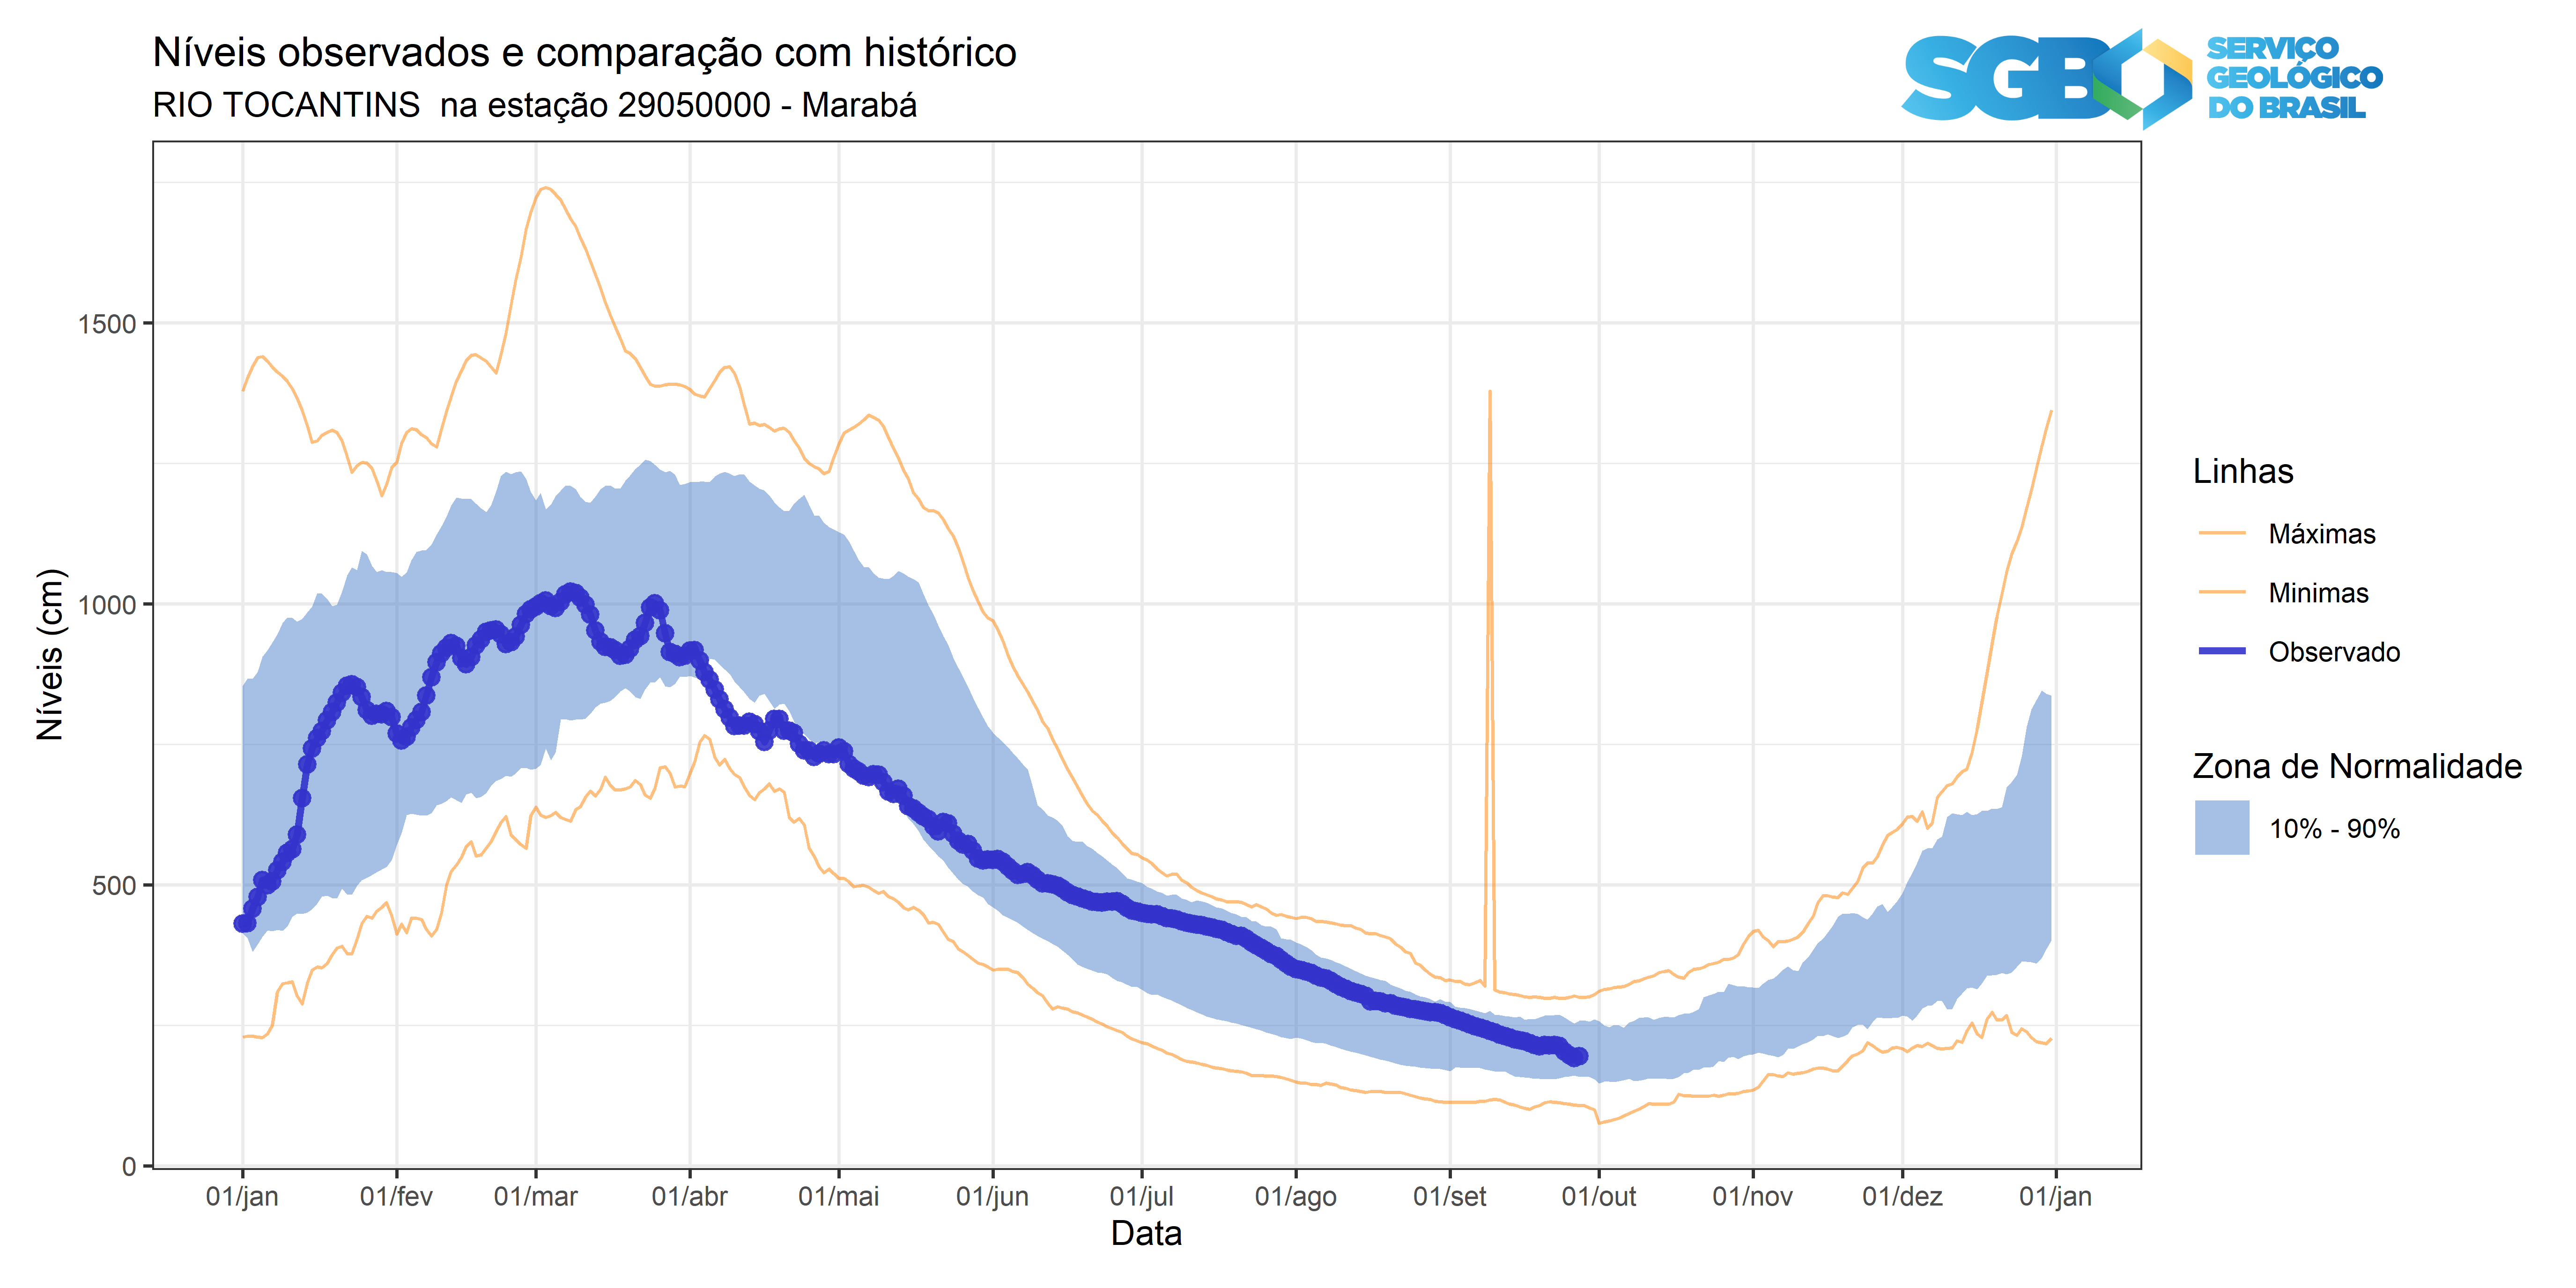 Níveis observados e comparação com histórico
RIO TOCANTINS  na estação 29050000 - Marabá
SGB
SERVIÇO
GEOLÓGICO
DO BRASIL
Níveis (cm)
1500
1000
500
0
01/jan
01/fev
01/mar
01/abr
01/mai
01/jun
01/jul
01/ago
01/set
01/out
01/nov
01/dez
01/jan
Data
Linhas
Máximas
Minimas
Observado
Zona de Normalidade
10% - 90%